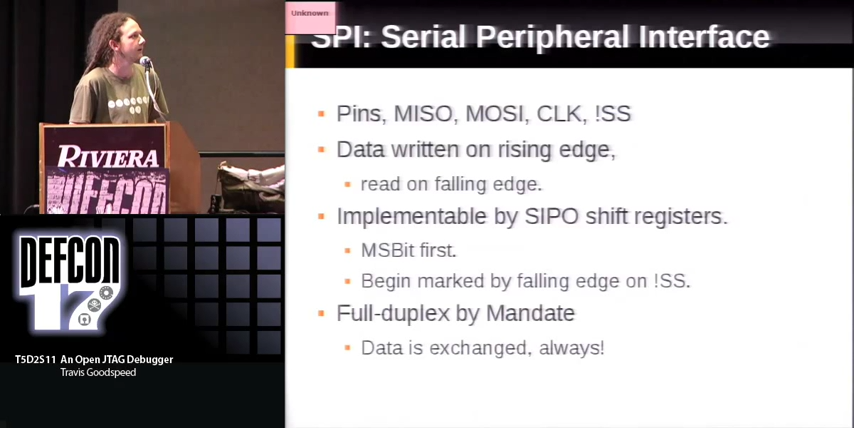 Unknown
SPI: Serial Peripheral Interface
Pins, MISO, MOSI, CLK, !SS
Data written on rising edge,
read on falling edge.
Implementable by SIPO shift registers.
MSBit first.
Begin marked by falling edge on !SS.
Full-duplex by Mandate
Data is exchanged, always!
RIVIERA
DEFCON
DEFCON
17
T5D2S11 An Open JTAG Debugger
Travis Goodspeed